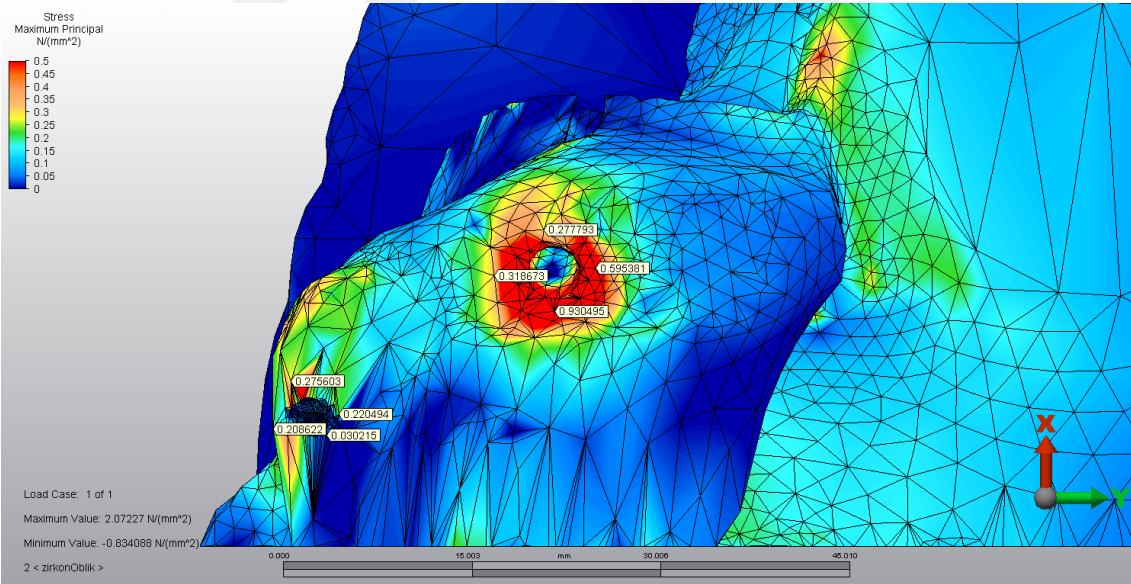 Stress
Maximum Principal
N/(mm^2)
0.5
0.45
0.4
0.35
0.3
0.25
0.2
0.15
0.1
0.05
0
0.277793
0.318673
0.595381
0.930495
0.275603
0.220494
0.208622
0.030215
X
Y
Load Case: 1 of 1
Maximum Value: 2.07227 N/(mm^2)
Minimum Value: -0.834088 N/(mm^2)
2 < zirkonOblik >
0.000 15.003 mm 30.006 45.010